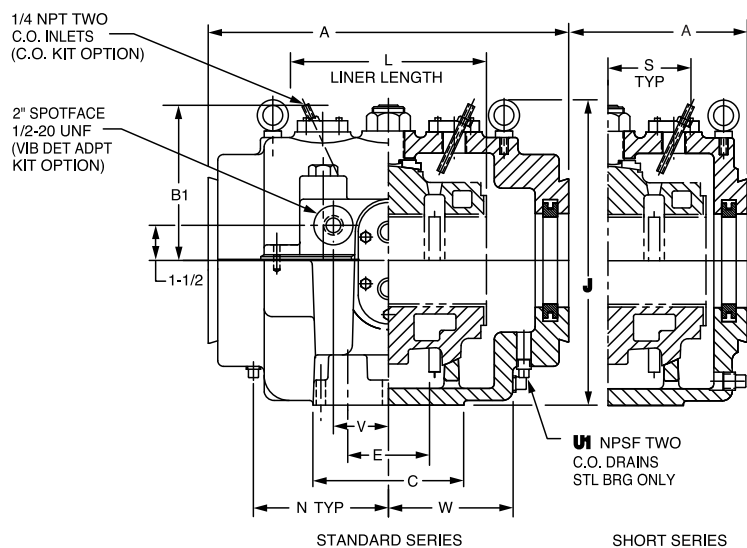 1/4 NPT TWO
C.O. INLETS
(C.O. KIT OPTION)
A
A
L
LINER LENGTH
S
TYP
2" SPOTFACE
1/2-20 UNF
(VIB DET ADPT
KIT OPTION)
B1
1-1/2
J
V
E
C
N TYP
W
U1 NPSF TWO
C.O. DRAINS
STL BRG ONLY
STANDARD SERIES
SHORT SERIES